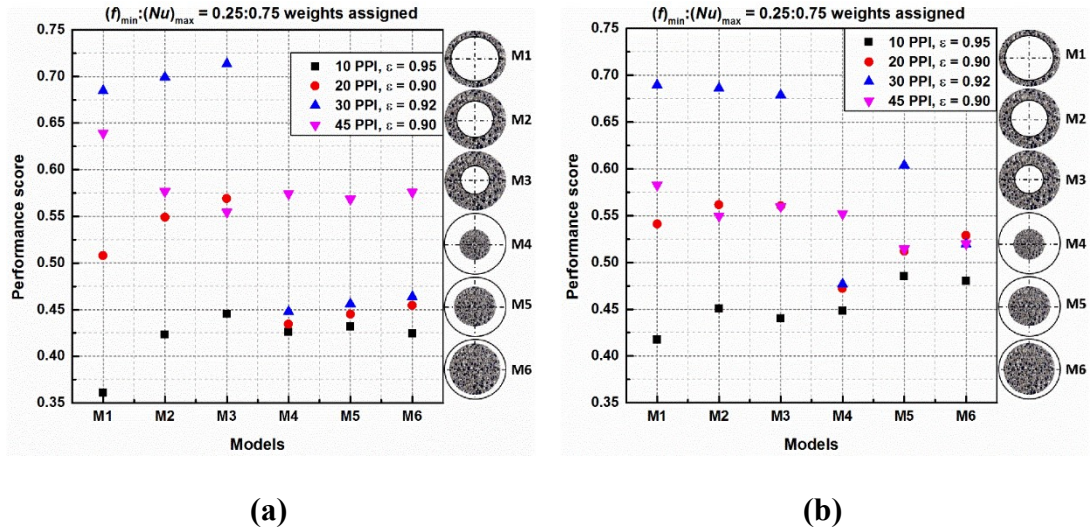 (f)min:(Nu)max = 0.25:0.75 weights assigned
0.75
0.70
0.65
0.60
0.55
0.50
0.45
0.40
0.35
Performance score
10 PPI, ε = 0.95
20 PPI, ε = 0.90
30 PPI, ε = 0.92
45 PPI, ε = 0.90
M1 M2 M3 M4 M5 M6
Models
M1
M2
M3
M4
M5
M6
(a)
(f)min:(Nu)max = 0.25:0.75 weights assigned
0.75
0.70
0.65
0.60
0.55
0.50
0.45
0.40
0.35
Performance score
10 PPI, ε = 0.95
20 PPI, ε = 0.90
30 PPI, ε = 0.92
45 PPI, ε = 0.90
M1 M2 M3 M4 M5 M6
Models
M1
M2
M3
M4
M5
M6
(b)